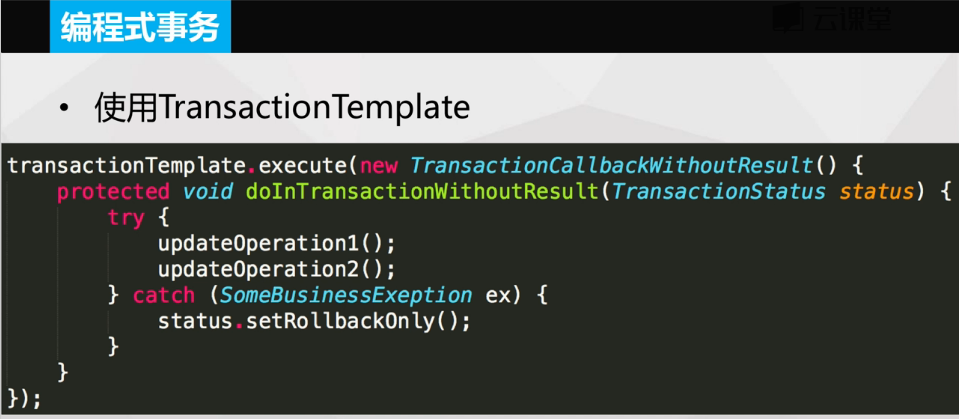 编程式事务
云课堂
• 使用TransactionTemplate
transactionTemplate.execute(new TransactionCallbackWithoutResult() {
    protected void doInTransactionWithoutResult(TransactionStatus status) {
        try {
            updateOperation1();
            updateOperation2();
        } catch (SomeBusinessExeption ex) {
            status.setRollbackOnly();
        }
    }
});